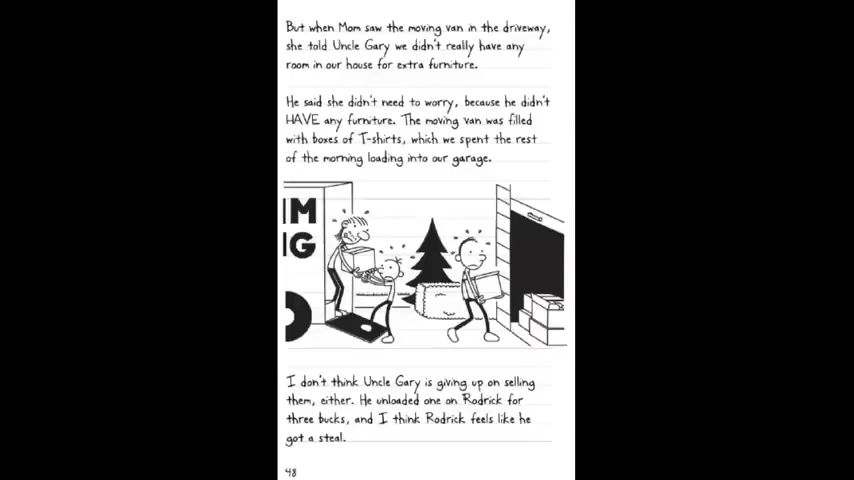 But when Mom saw the moving van in the driveway,
she told Uncle Gary we didn't really have any
room in our house for extra furniture.
He said she didn't need to worry, because he didn't
HAVE any furniture. The moving van was filled
with boxes of T-shirts, which we spent the rest
of the morning loading into our garage.
IM
IG
O
I don't think Uncle Gary is giving up on selling
them, either. He unloaded one on Rodrick for
three bucks, and I think Rodrick feels like he
got a steal.
48